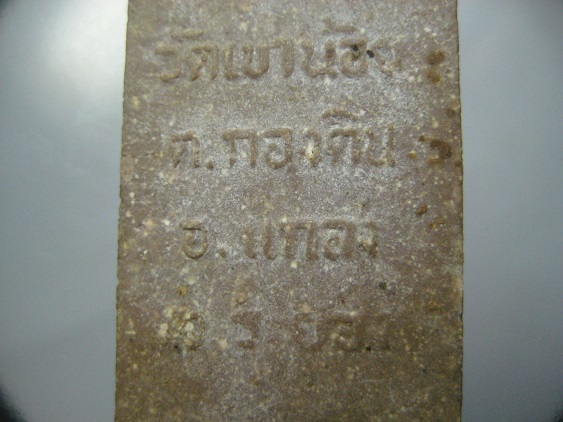 วัดเขาน้อย
ต.กองดิน
อ.แกลง
จ.ระยอง